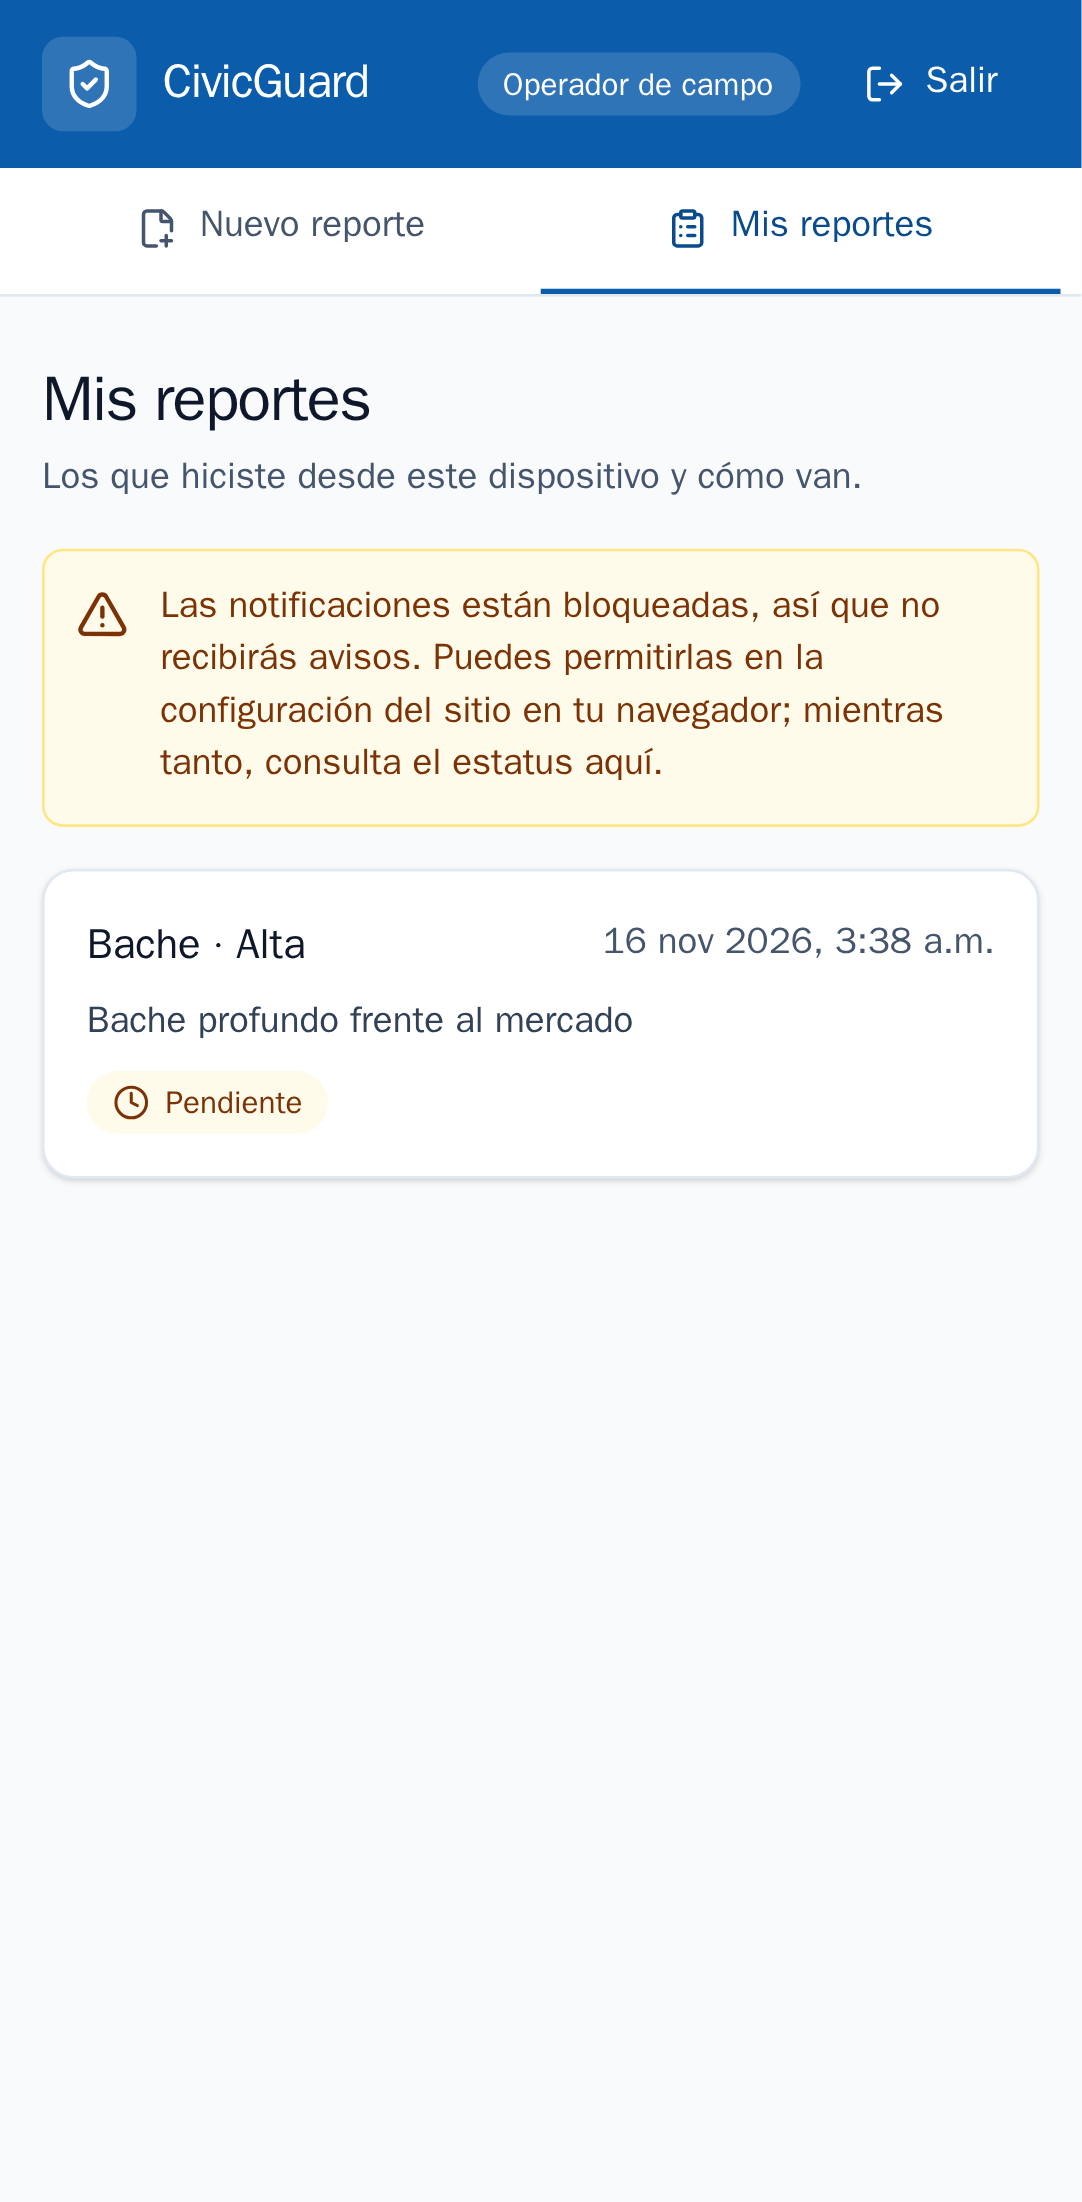 CivicGuard
Operador de campo
Salir
Nuevo reporte
Mis reportes
Mis reportes
Los que hiciste desde este dispositivo y cómo van.
Las notificaciones están bloqueadas, así que no
recibirás avisos. Puedes permitirlas en la
configuración del sitio en tu navegador; mientras
tanto, consulta el estatus aquí.
Bache · Alta
16 nov 2026, 3:38 a.m.
Bache profundo frente al mercado
Pendiente